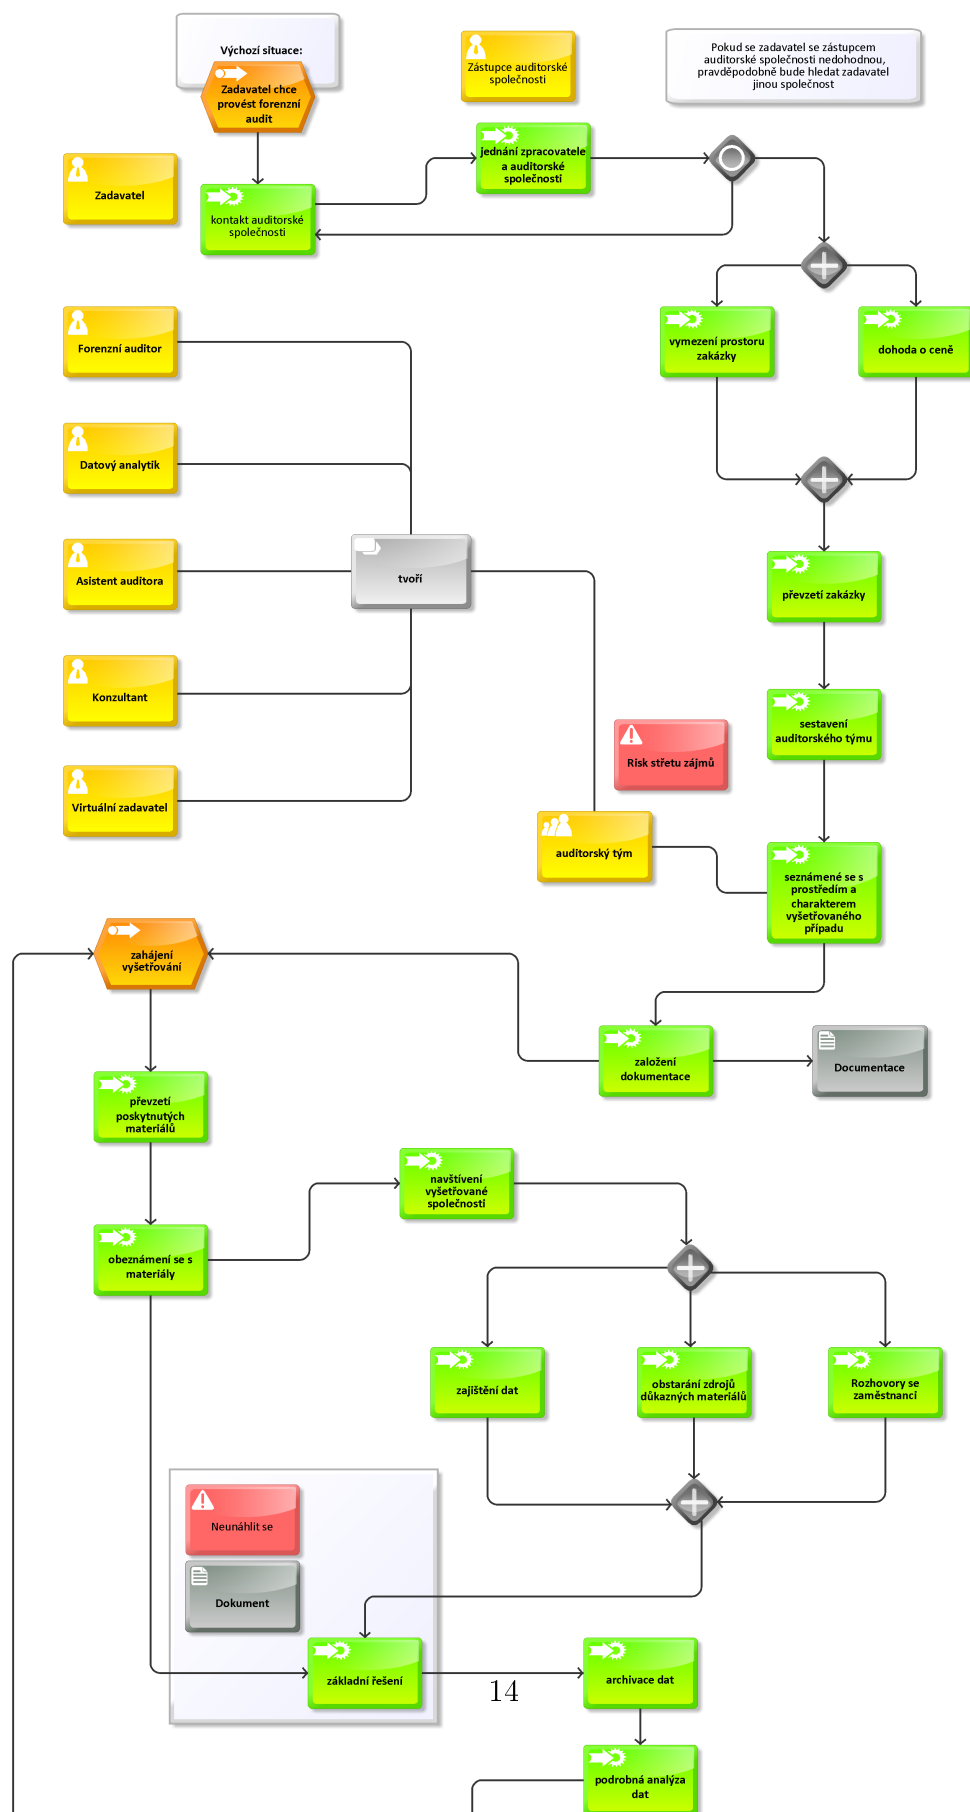 Výchozí situace:
Zadavatel chce
provést forenzní
audit
Zástupce auditorské
společnosti
Pokud se zadavatel se zástupcem
auditorské společnosti nedohodnou,
pravděpodobně bude hledat zadavatel
jinou společnost
jednání zpracovatele
a auditorské
společnosti
Zadavatel
kontakt auditorské
společnosti
Forenzní auditor
vymezení prostoru
zakázky
dohoda o ceně
Datový analytik
Asistent auditora
tvoří
převzetí zakázky
Konzultant
sestavení
auditorského týmu
Risk střetu zájmů
Virtuální zadavatel
auditorský tým
seznámené se s
prostředím a
charakterem
vyšetřovaného
případu
zahájení
vyšetřování
založení
dokumentace
Documentace
převzetí
poskytnutých
materiálů
navštívení
vyšetřované
společnosti
obeznámení se s
materiály
zajištění dat
obstarání zdrojů
důkazných materiálů
Rozhovory se
zaměstnanci
Neunáhlit se
Dokument
základní řešení
14
archivace dat
podrobná analýza
dat